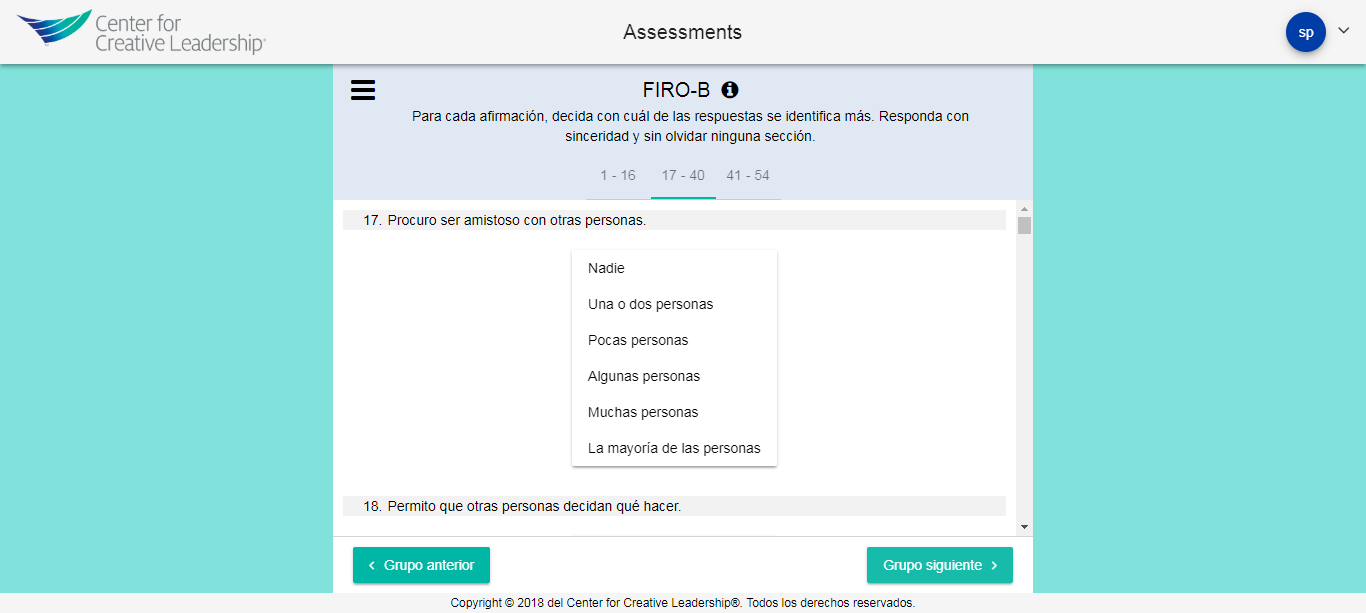 Center for
Creative Leadership®
Assessments
sp
FIRO-B
Para cada afirmación, decida con cuál de las respuestas se identifica más. Responda con
sinceridad y sin olvidar ninguna sección.
1 - 16 17 - 40 41 - 54
17. Procuro ser amistoso con otras personas.
Nadie
Una o dos personas
Pocas personas
Algunas personas
Muchas personas
La mayoría de las personas
18. Permito que otras personas decidan qué hacer.
Grupo anterior
Grupo siguiente
Copyright © 2018 del Center for Creative Leadership®. Todos los derechos reservados.